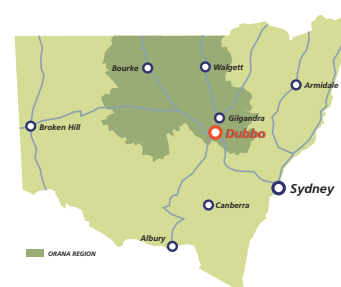 Bourke
Walgett
Armidale
Gilgandra
Broken Hill
Dubbo
Sydney
Canberra
Albury
ORANA REGION